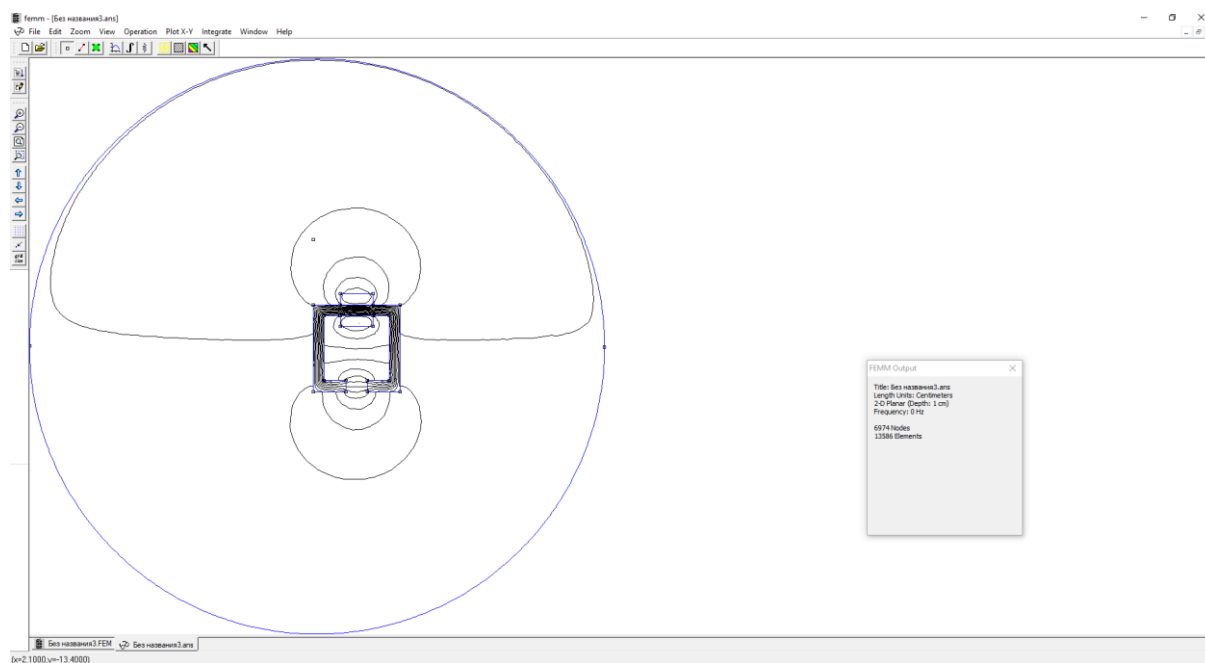 femm - [Без названия3.ans]
File Edit Zoom View Operation Plot X-Y Integrate Window Help
FEMM Output
Title: Без названия3.ans
Length Units: Centimeters
2-D Planar (Depth: 1 cm)
Frequency: 0 Hz
6974 Nodes
13586 Elements
Без названия3.FEM Без названия3.ans
(x=2.1000,y=-13.4000)